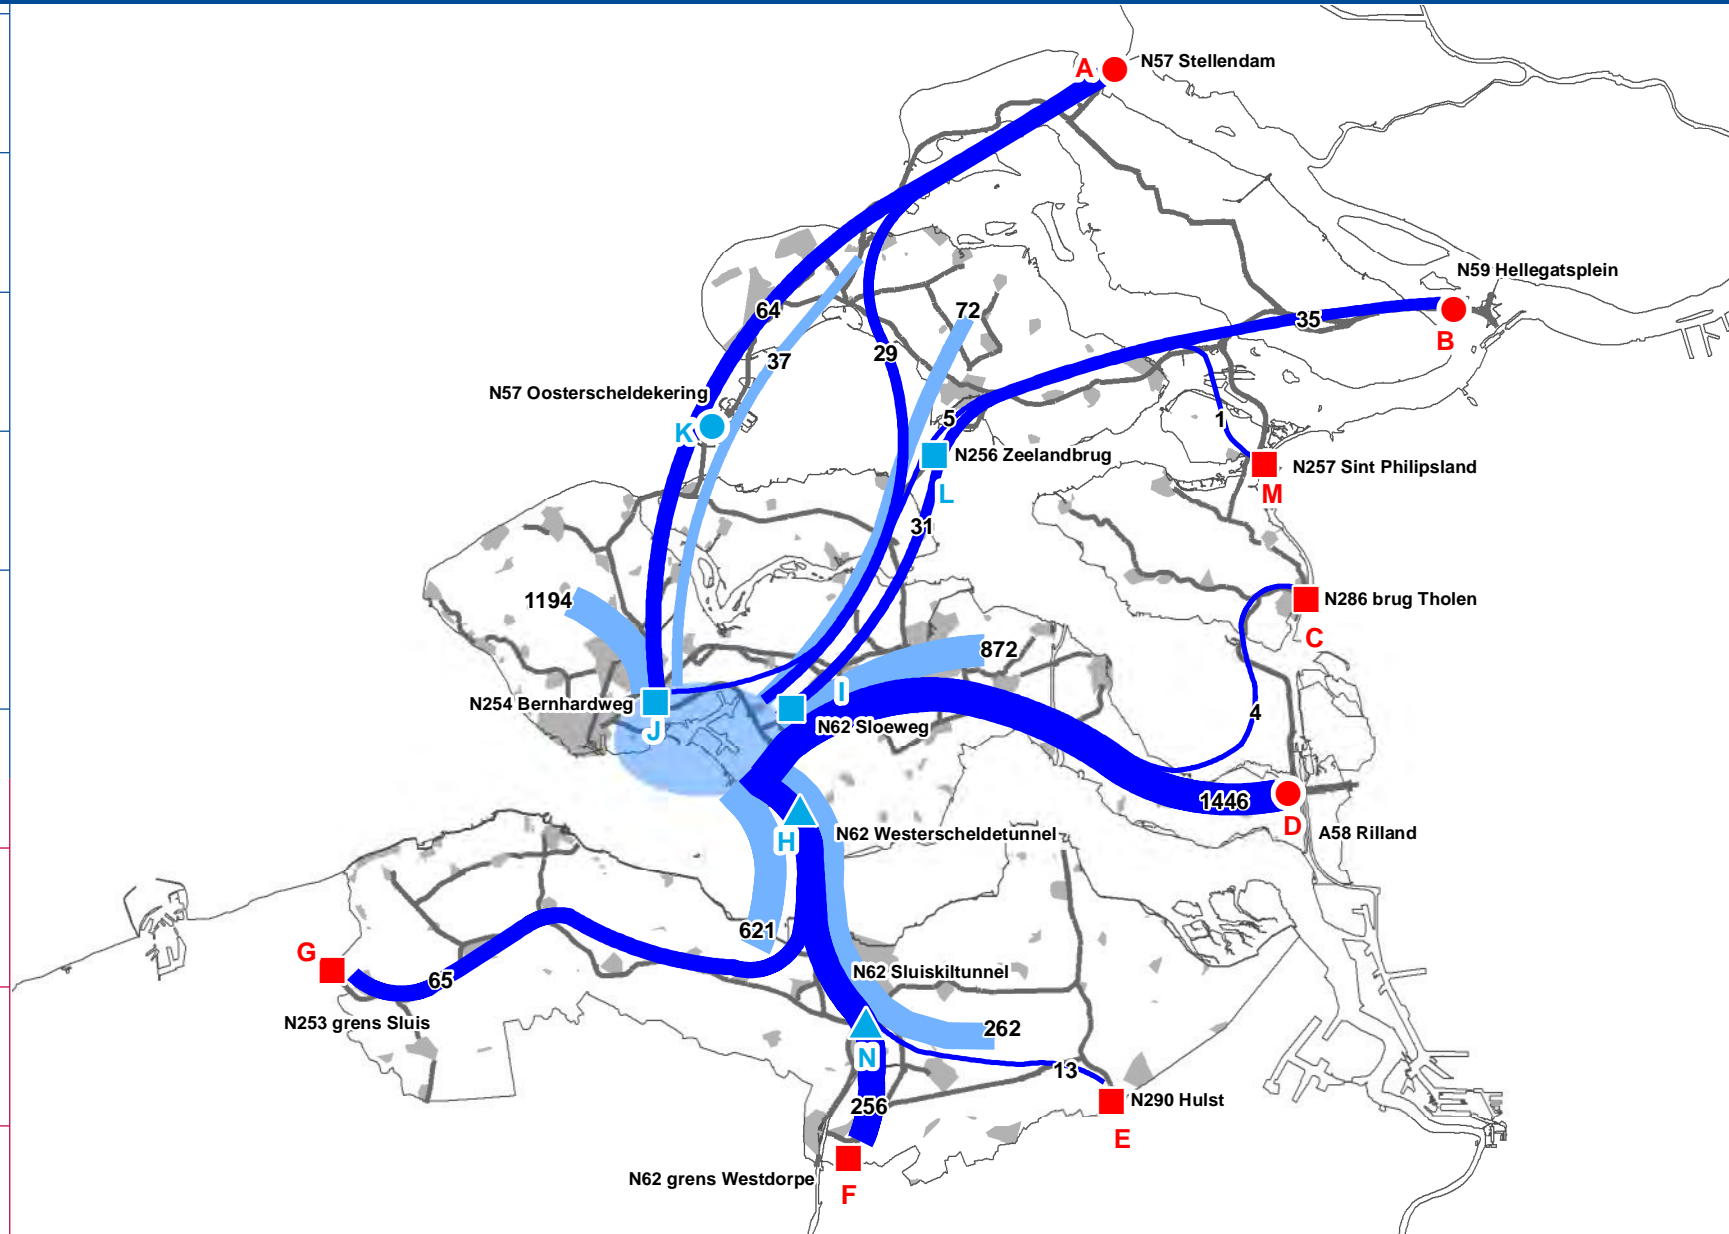 A
N57 Stellendam
N59 Hellegatsplein
64
72
35
B
29
37
N57 Oosterscheldekering
5
1
K
N256 Zeelandbrug
N257 Sint Philipsland
L
M
31
1194
N286 brug Tholen
C
872
I
N254 Bernhardweg
J
N62 Sloeweg
4
1446
D
A58 Rilland
H
N62 Westerscheldetunnel
621
G
65
N62 Sluiskiltunnel
N253 grens Sluis
262
N
13
256
N290 Hulst
E
N62 grens Westdorpe
F